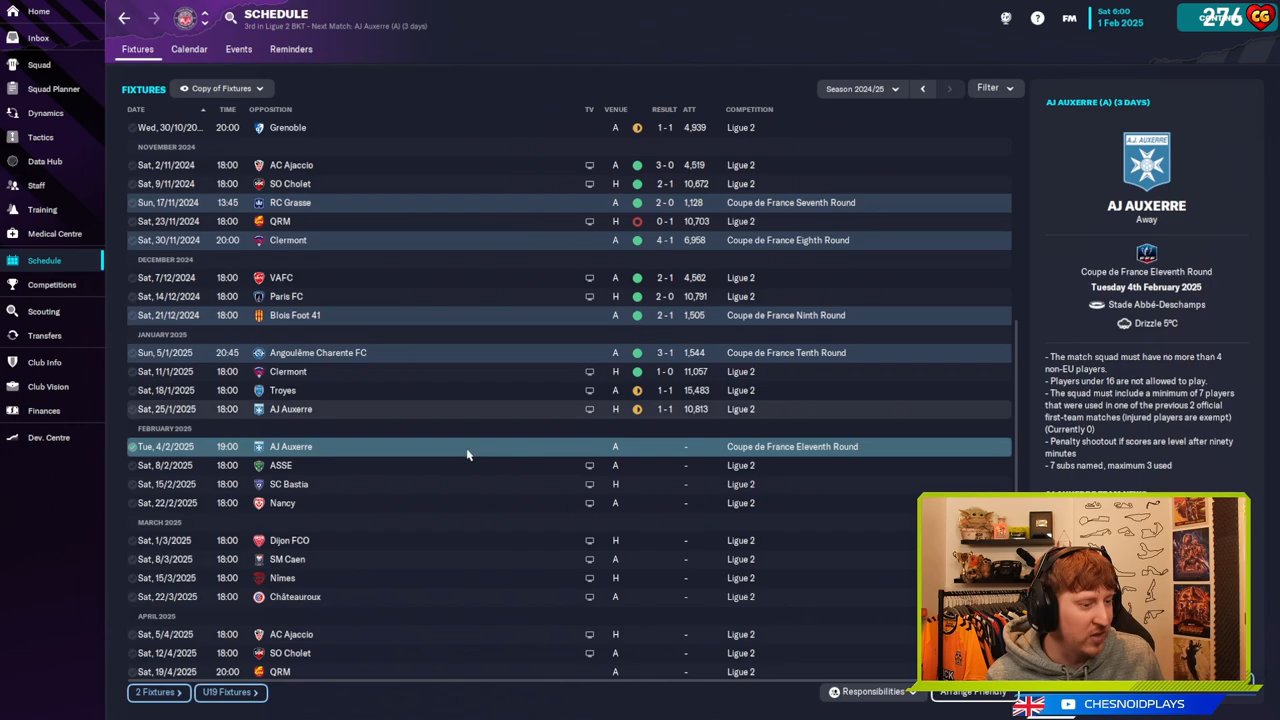 Home
Inbox
Squad
Squad Planner
Dynamics
Tactics
Data Hub
Staff
Training
Medical Centre
Schedule
Competitions
Scouting
Transfers
Club Info
Club Vision
Finances
Dev. Centre
SCHEDULE
3rd in Ligue 2 BKT - Next Match: AJ Auxerre (A) (3 days)
FM
Sat 6:00
1 Feb 2025
276
CG
Fixtures Calendar Events Reminders
FIXTURES Copy of Fixtures Season 2024/25 Filter
DATE TIME OPPOSITION TV VENUE RESULT ATT COMPETITION
Wed, 30/10/20... 20:00 Grenoble A 1 - 1 4,939 Ligue 2
NOVEMBER 2024
Sat, 2/11/2024 18:00 AC Ajaccio A 3 - 0 4,519 Ligue 2
Sat, 9/11/2024 18:00 SO Cholet H 2 - 1 10,672 Ligue 2
Sun, 17/11/2024 13:45 RC Grasse A 2 - 0 1,128 Coupe de France Seventh Round
Sat, 23/11/2024 18:00 QRM H 0 - 1 10,703 Ligue 2
Sat, 30/11/2024 20:00 Clermont A 4 - 1 6,958 Coupe de France Eighth Round
DECEMBER 2024
Sat, 7/12/2024 18:00 VAFC A 2 - 1 4,562 Ligue 2
Sat, 14/12/2024 18:00 Paris FC H 2 - 0 10,791 Ligue 2
Sat, 21/12/2024 18:00 Blois Foot 41 A 2 - 1 1,505 Coupe de France Ninth Round
JANUARY 2025
Sun, 5/1/2025 20:45 Angoulême Charente FC A 3 - 1 1,544 Coupe de France Tenth Round
Sat, 11/1/2025 18:00 Clermont H 1 - 0 11,057 Ligue 2
Sat, 18/1/2025 18:00 Troyes A 1 - 1 15,483 Ligue 2
Sat, 25/1/2025 18:00 AJ Auxerre H 1 - 1 10,813 Ligue 2
FEBRUARY 2025
Tue, 4/2/2025 19:00 AJ Auxerre A - Coupe de France Eleventh Round
Sat, 8/2/2025 18:00 ASSE A - Ligue 2
Sat, 15/2/2025 18:00 SC Bastia H - Ligue 2
Sat, 22/2/2025 18:00 Nancy A - Ligue 2
MARCH 2025
Sat, 1/3/2025 18:00 Dijon FCO H - Ligue 2
Sat, 8/3/2025 18:00 SM Caen A - Ligue 2
Sat, 15/3/2025 18:00 Nîmes H - Ligue 2
Sat, 22/3/2025 18:00 Châteauroux A - Ligue 2
APRIL 2025
Sat, 5/4/2025 18:00 AC Ajaccio H - Ligue 2
Sat, 12/4/2025 18:00 SO Cholet A - Ligue 2
Sat, 19/4/2025 20:00 QRM A - Ligue 2
2 Fixtures U19 Fixtures Responsibilities Arrange Friendly
AJ AUXERRE (A) (3 DAYS)
A.J. AUXERRE
AJ AUXERRE
Away
FFF
Coupe de France Eleventh Round
Tuesday 4th February 2025
Stade Abbé-Deschamps
Drizzle 5ºC
- The match squad must have no more than 4
non-EU players.
- Players under 16 are not allowed to play.
- The squad must include a minimum of 7 players
that were used in one of the previous 2 official
first-team matches (injured players are exempt)
(Currently 0)
- Penalty shootout if scores are level after ninety
minutes
- 7 subs named, maximum 3 used
CHESNOIDPLAYS